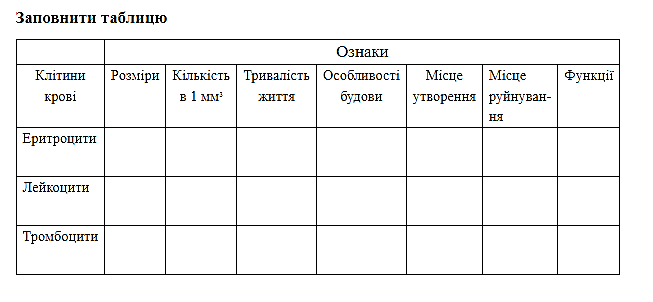 Заповнити таблицю
Ознаки
Клітини крові
Розміри
Кількість в 1 мм³
Тривалість життя
Особливості будови
Місце утворення
Місце руйнуван-ня
Функції
Еритроцити
Лейкоцити
Тромбоцити